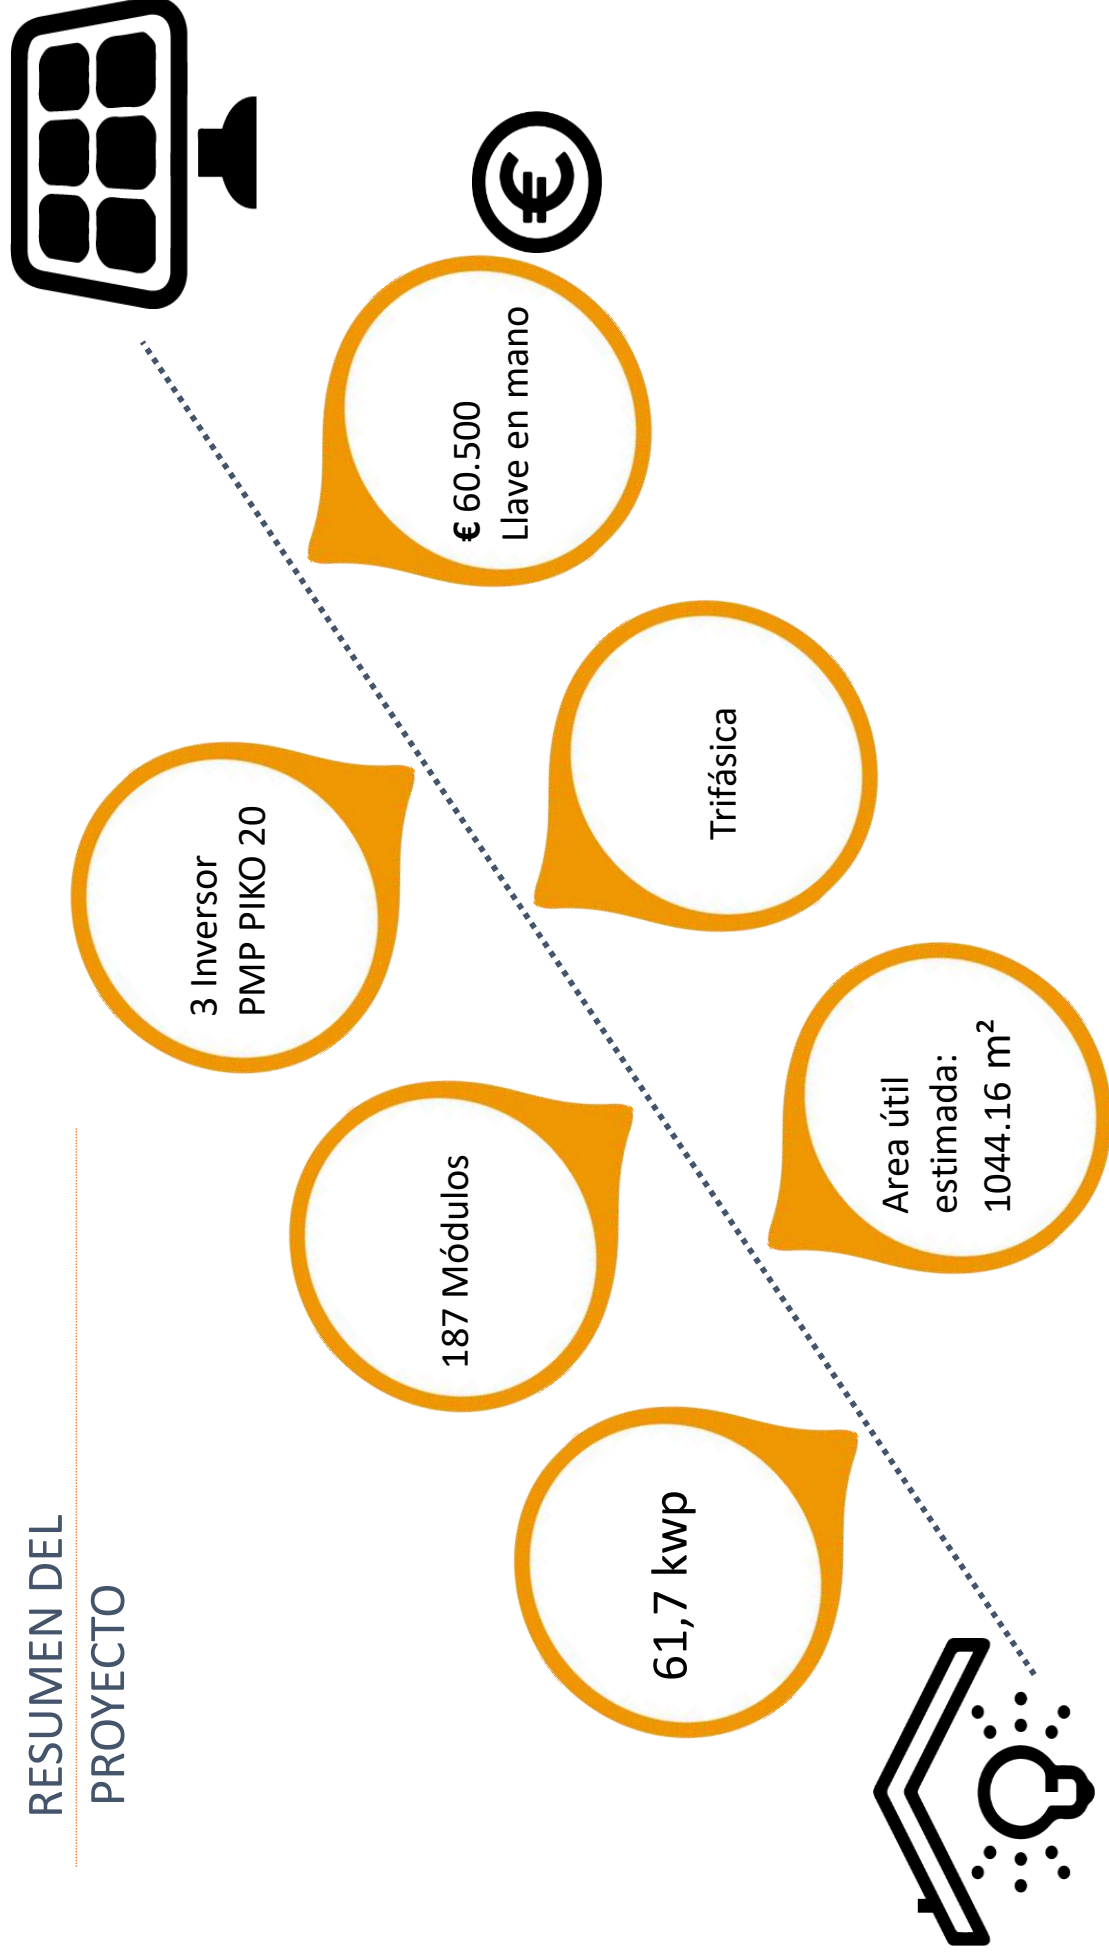 RESUMEN DEL
PROYECTO
61,7 kwp
187 Módulos
3 Inversor
PMP PIKO 20
Area útil
estimada:
1044.16 m²
Trifásica
€ 60.500
Llave en mano
€